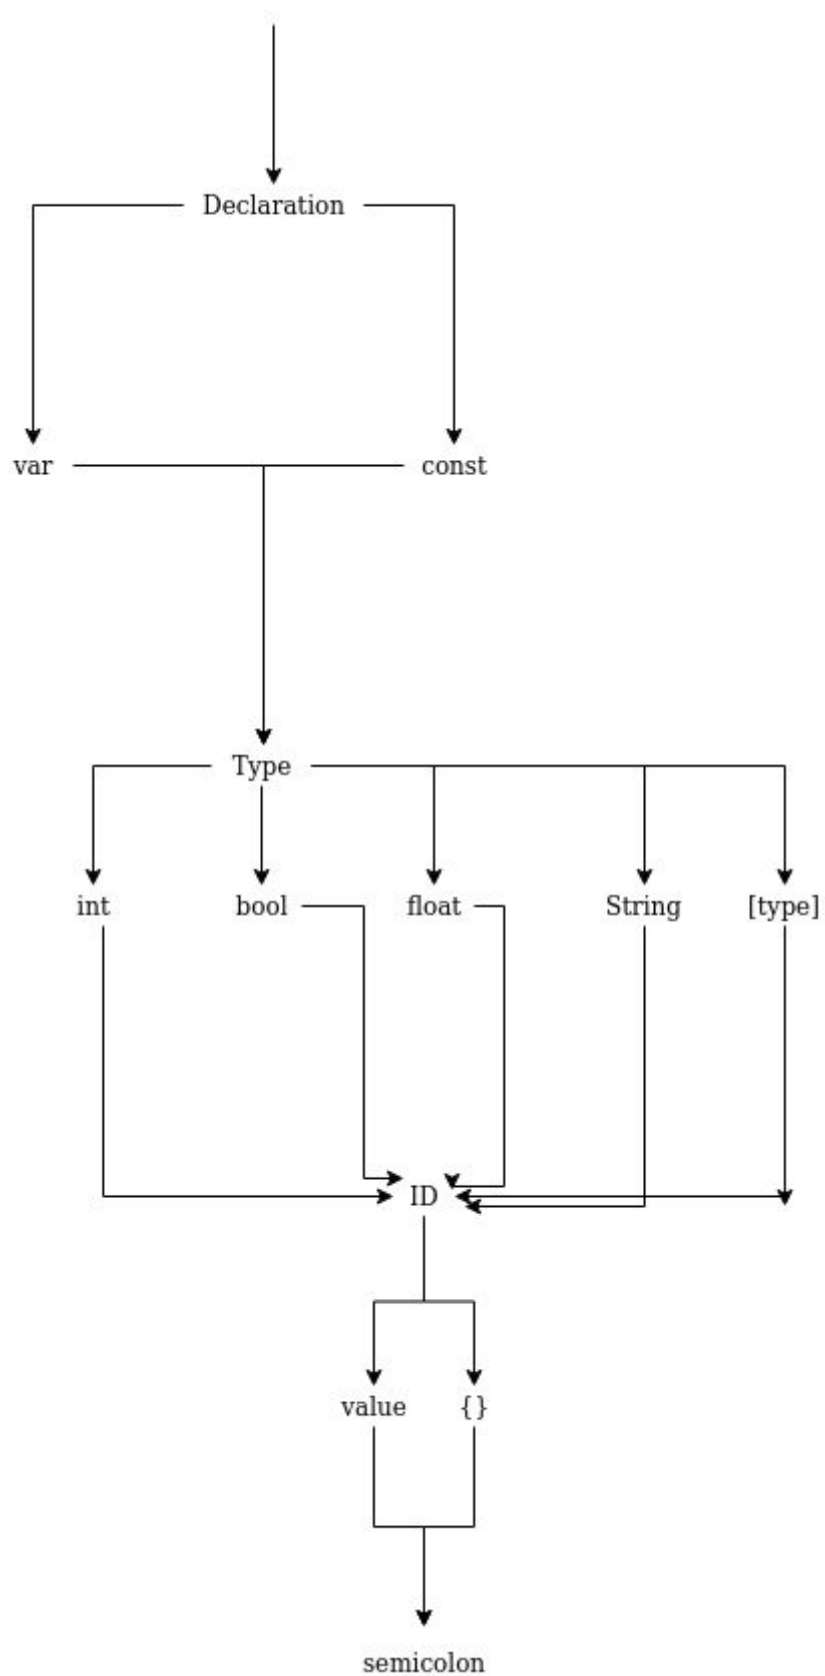 Declaration
var const
Type
int bool float String [type]
ID
value {}
semicolon